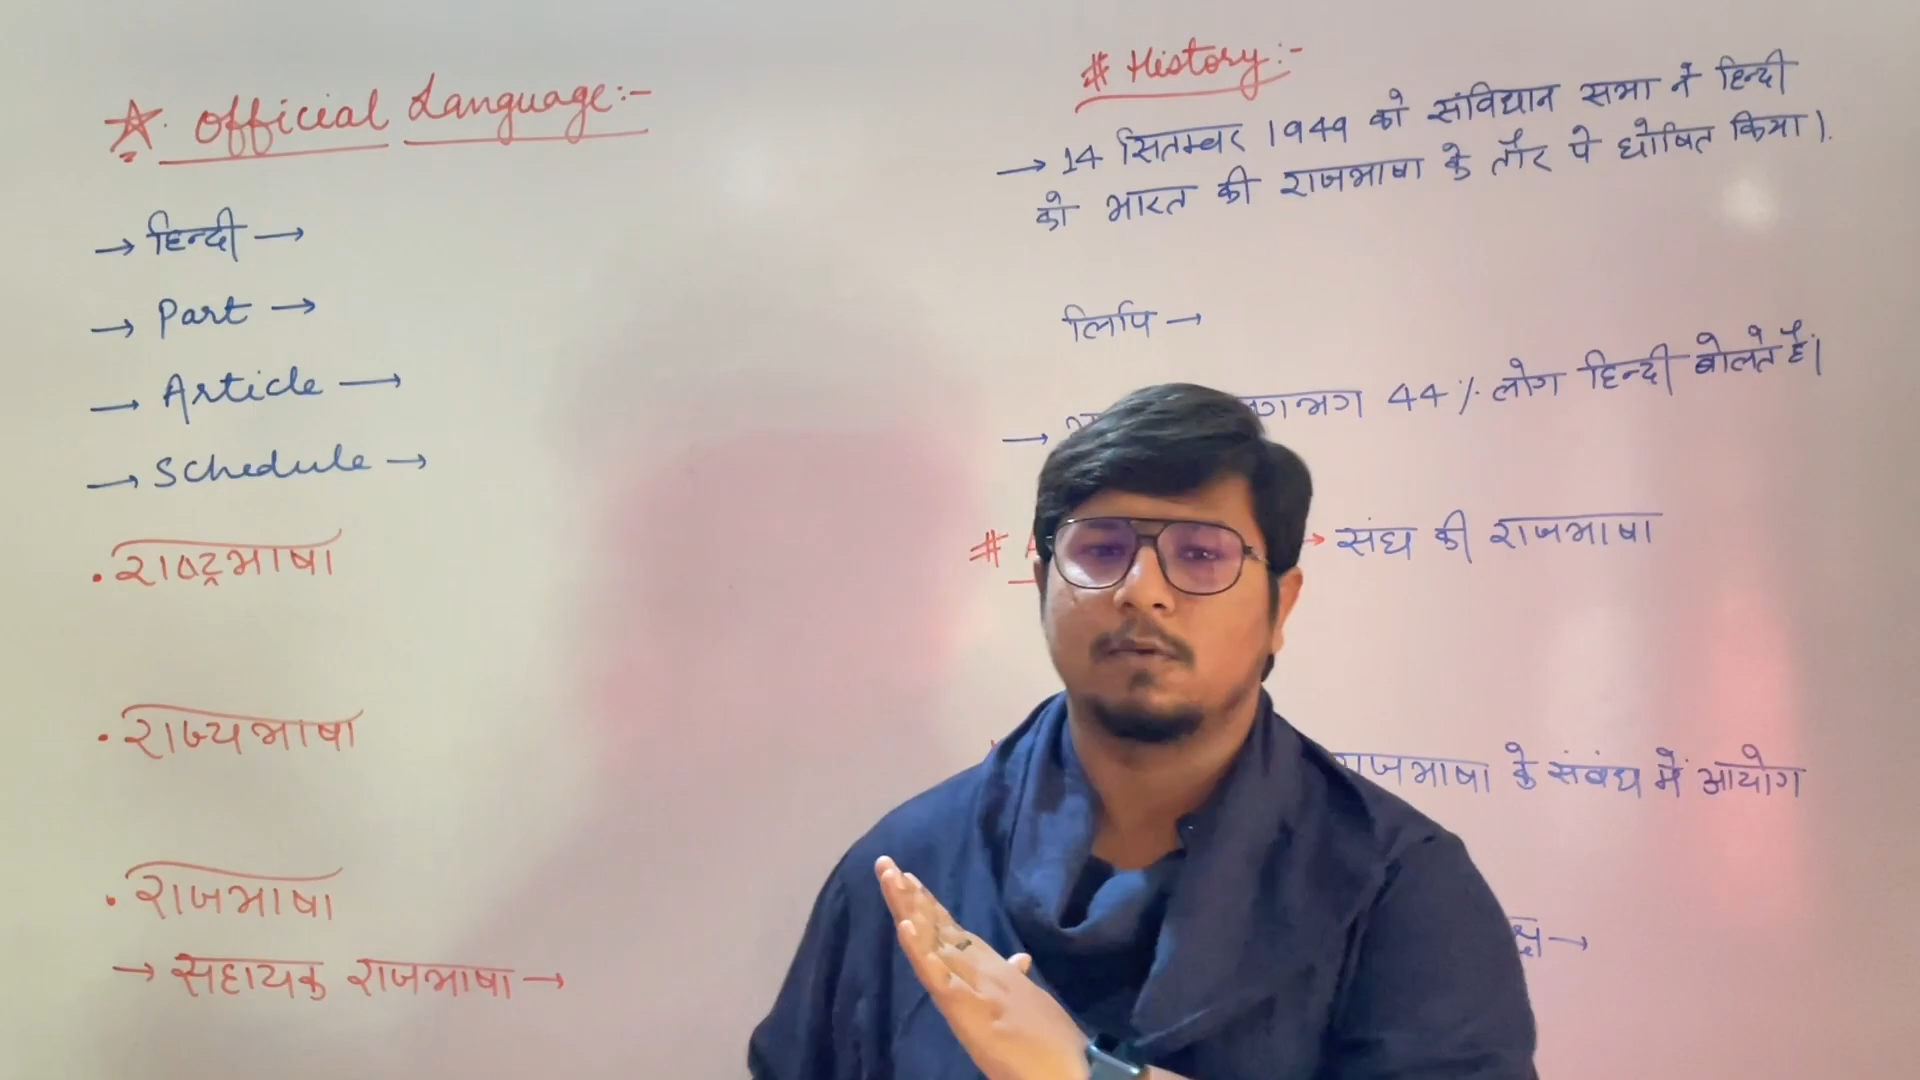 ☆. Official Language:-
→ हिन्दी →
→ Part →
→ Article →
→ Schedule →
• राष्ट्रभाषा
• राज्यभाषा
• राजभाषा
→ सहायक राजभाषा →
# History:-
→ 14 सितम्बर 1949 को संविधान सभा ने हिन्दी
को भारत की राजभाषा के तौर पे घोषित किया।
लिपि →
→ 44% लोग हिन्दी बोलते हैं।
# → संघ की राजभाषा
राजभाषा के संबंध में आयोग